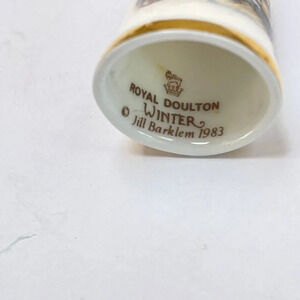 ROYAL DOULTON
WINTER
© Jill Barklem 1983